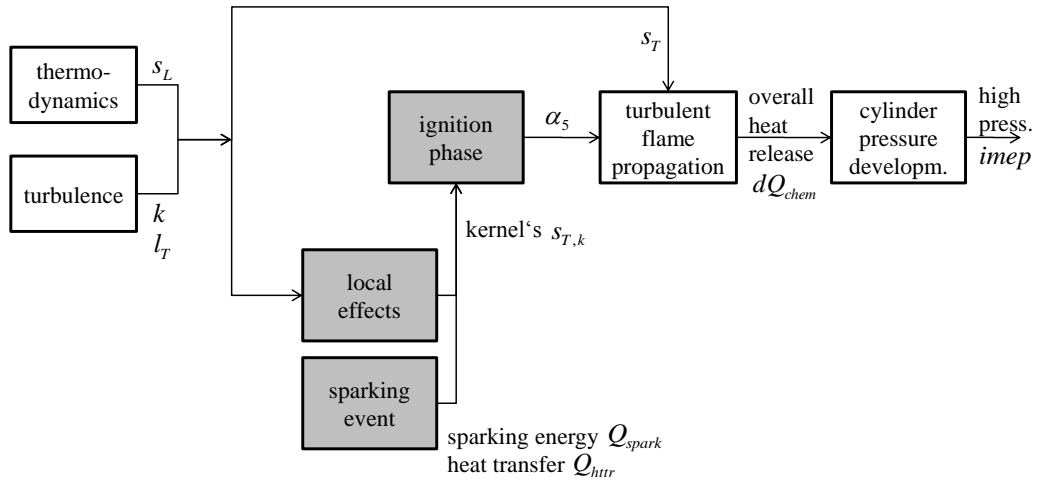 thermo-
dynamics
s_L
turbulence
k
l_T
s_T
ignition
phase
α_5
turbulent
flame
propagation
overall
heat
release
dQ_chem
cylinder
pressure
developm.
high
press.
imep
kernel‘s s_T,k
local
effects
sparking
event
sparking energy Q_spark
heat transfer Q_httr